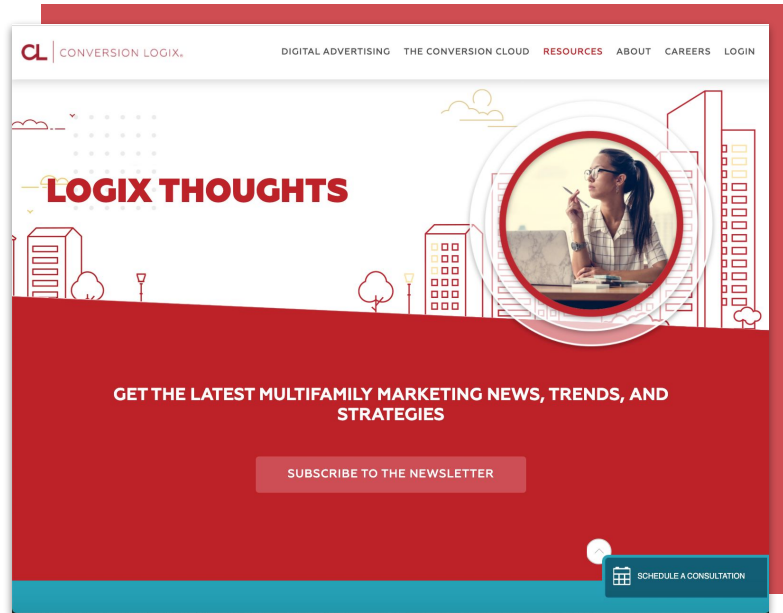 CL CONVERSION LOGIX®
DIGITAL ADVERTISING THE CONVERSION CLOUD RESOURCES ABOUT CAREERS LOGIN
LOGIX THOUGHTS
GET THE LATEST MULTIFAMILY MARKETING NEWS, TRENDS, AND
STRATEGIES
SUBSCRIBE TO THE NEWSLETTER
SCHEDULE A CONSULTATION